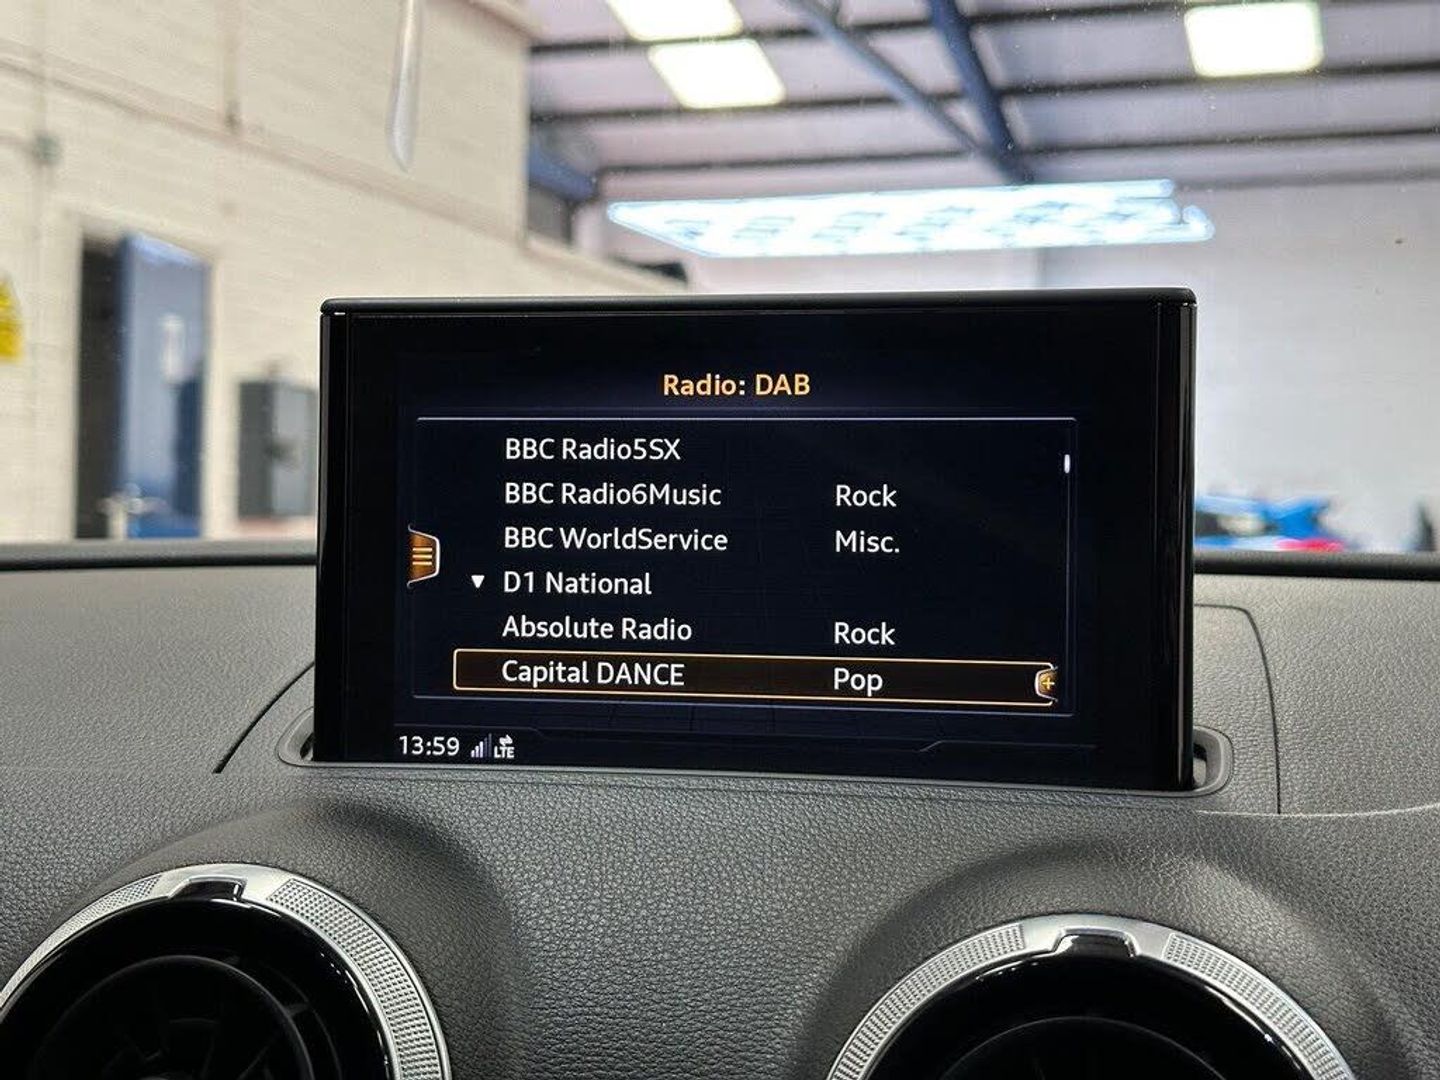 Radio: DAB
BBC Radio5SX
BBC Radio6Music Rock
BBC WorldService Misc.
▼ D1 National
Absolute Radio Rock
Capital DANCE Pop
13:59 LTE